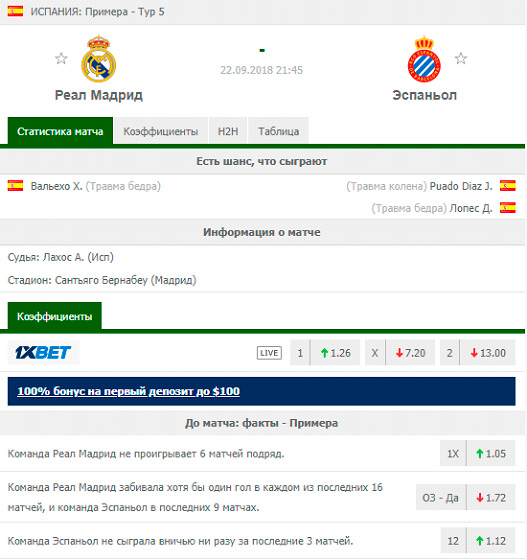 ИСПАНИЯ: Примера - Тур 5
-
22.09.2018 21:45
Реал Мадрид
Эспаньол
Статистика матча Коэффициенты H2H Таблица
Есть шанс, что сыграют
Вальехо Х. (Травма бедра) (Травма колена) Puado Diaz J.
(Травма бедра) Лопес Д.
Информация о матче
Судья: Лахос А. (Исп)
Стадион: Сантьяго Бернабеу (Мадрид)
Коэффициенты
1XBET LIVE 1 1.26 X 7.20 2 13.00
100% бонус на первый депозит до $100
До матча: факты - Примера
Команда Реал Мадрид не проигрывает 6 матчей подряд. 1X 1.05
Команда Реал Мадрид забивала хотя бы один гол в каждом из последних 16
матчей, и команда Эспаньол в последних 9 матчах. ОЗ - Да 1.72
Команда Эспаньол не сыграла вничью ни разу за последние 3 матчей. 12 1.12